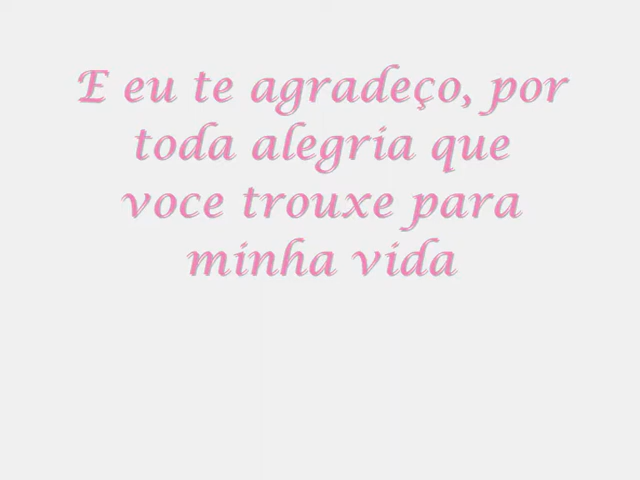 E eu te agradeço, por
toda alegria que
voce trouxe para
minha vida